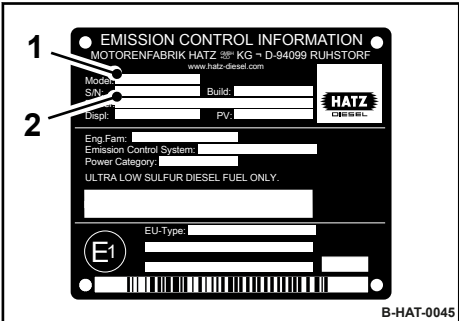 1
2
EMISSION CONTROL INFORMATION
MOTORENFABRIK HATZ GMBH KG ¬ D-94099 RUHSTORF
www.hatz-diesel.com
Model:
S/N: Build:
Displ: PV:
HATZ
DIESEL
Eng.Fam:
Emission Control System:
Power Category:
ULTRA LOW SULFUR DIESEL FUEL ONLY.
EU-Type:
E1
B-HAT-0045